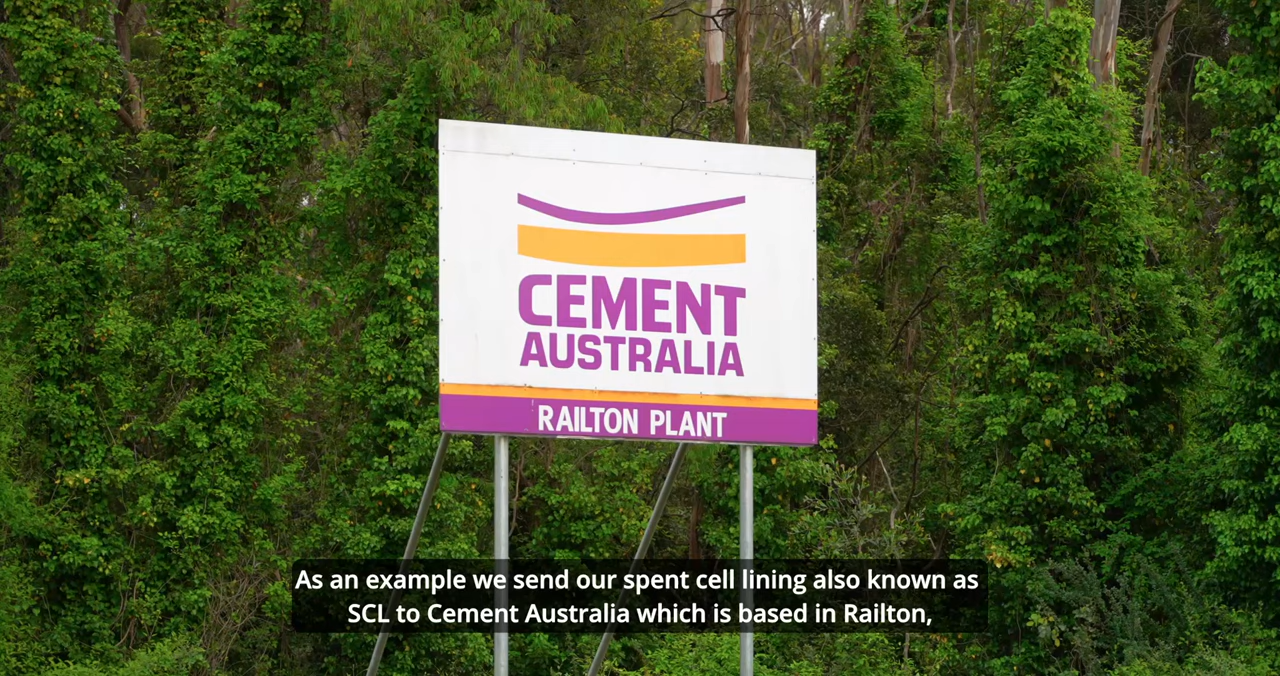 CEMENT
AUSTRALIA
RAILTON PLANT
As an example we send our spent cell lining also known as
SCL to Cement Australia which is based in Railton,